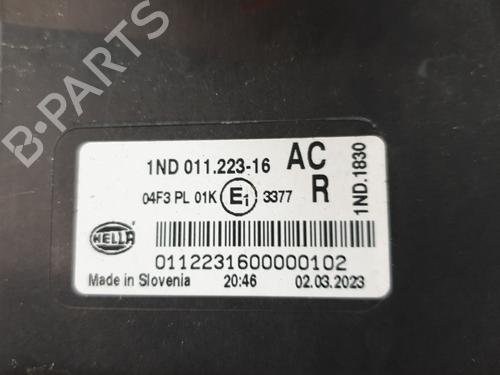 B-PARTS
1ND 011.223-16 AC
04F3 PL 01K E1 3377 R
1ND.1830
HELLA
0112231600000102
Made in Slovenia 20:46 02.03.2023